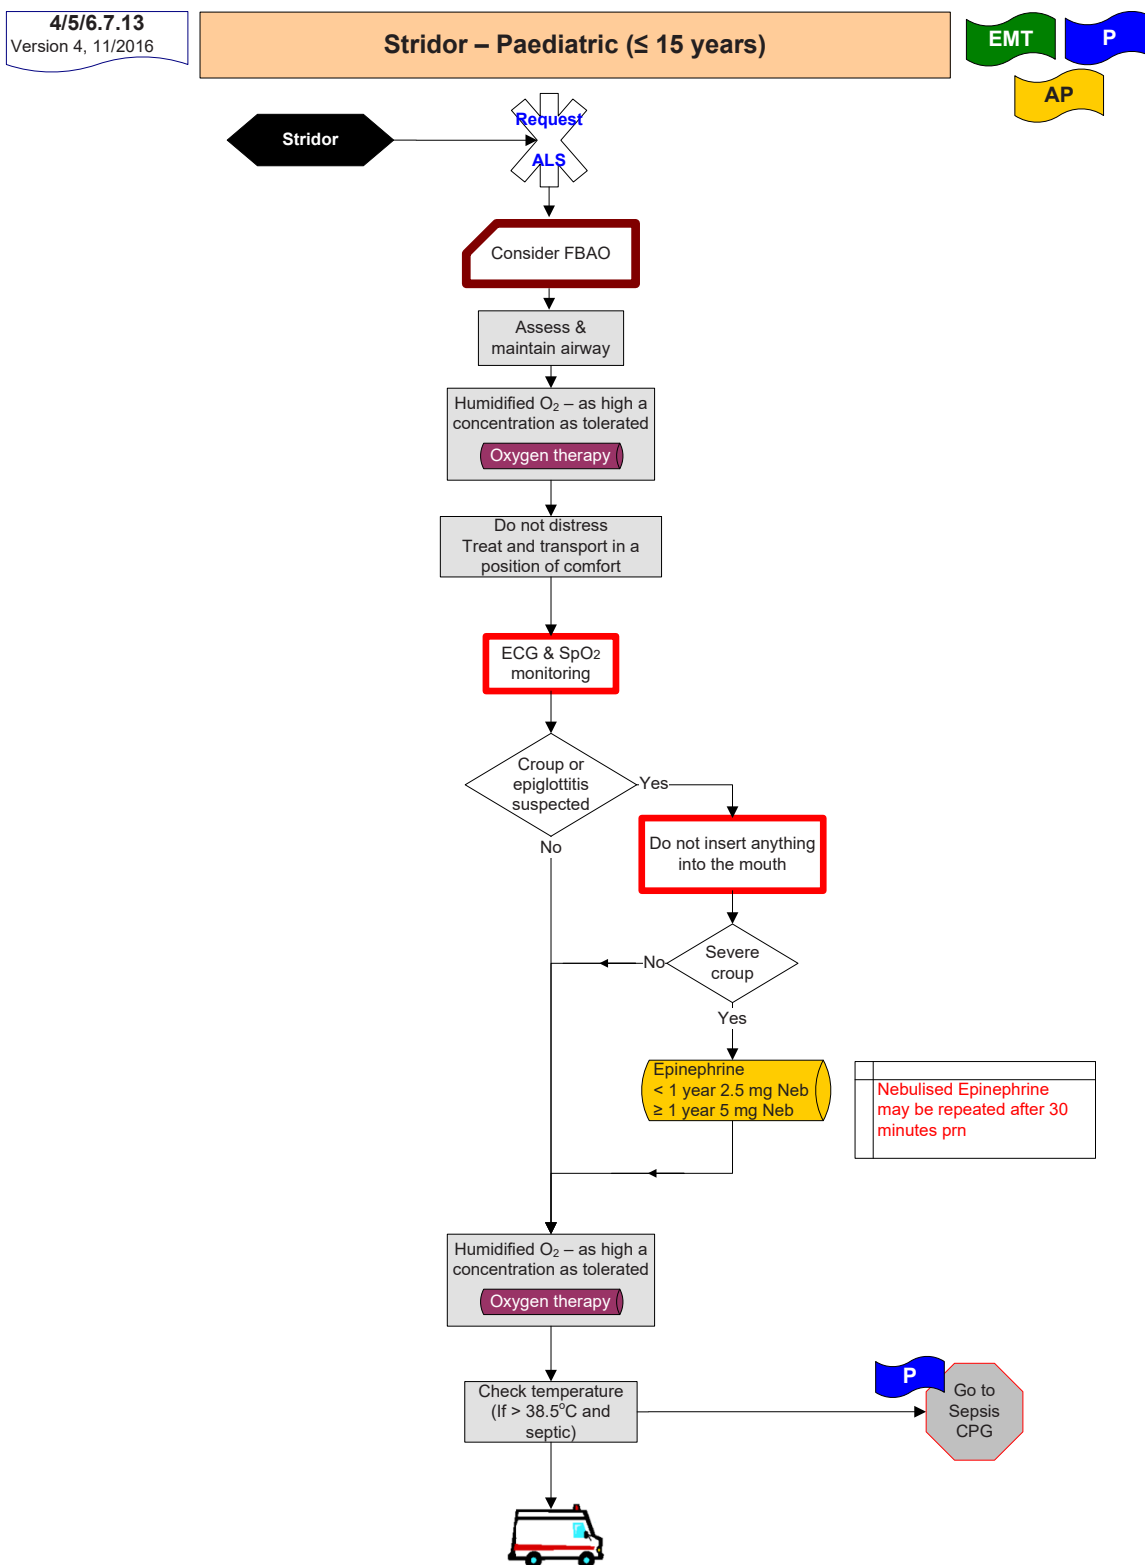 4/5/6.7.13
Version 4, 11/2016
Stridor – Paediatric (≤ 15 years)
EMT
P
AP
Stridor
Request
ALS
Consider FBAO
Assess &
maintain airway
Humidified O₂ – as high a
concentration as tolerated
Oxygen therapy
Do not distress
Treat and transport in a
position of comfort
ECG & SpO₂
monitoring
Croup or
epiglottitis
suspected
Yes
No
Do not insert anything
into the mouth
Severe
croup
No
Yes
Epinephrine
< 1 year 2.5 mg Neb
≥ 1 year 5 mg Neb
Nebulised Epinephrine
may be repeated after 30
minutes prn
Humidified O₂ – as high a
concentration as tolerated
Oxygen therapy
Check temperature
(If > 38.5°C and
septic)
P
Go to
Sepsis
CPG